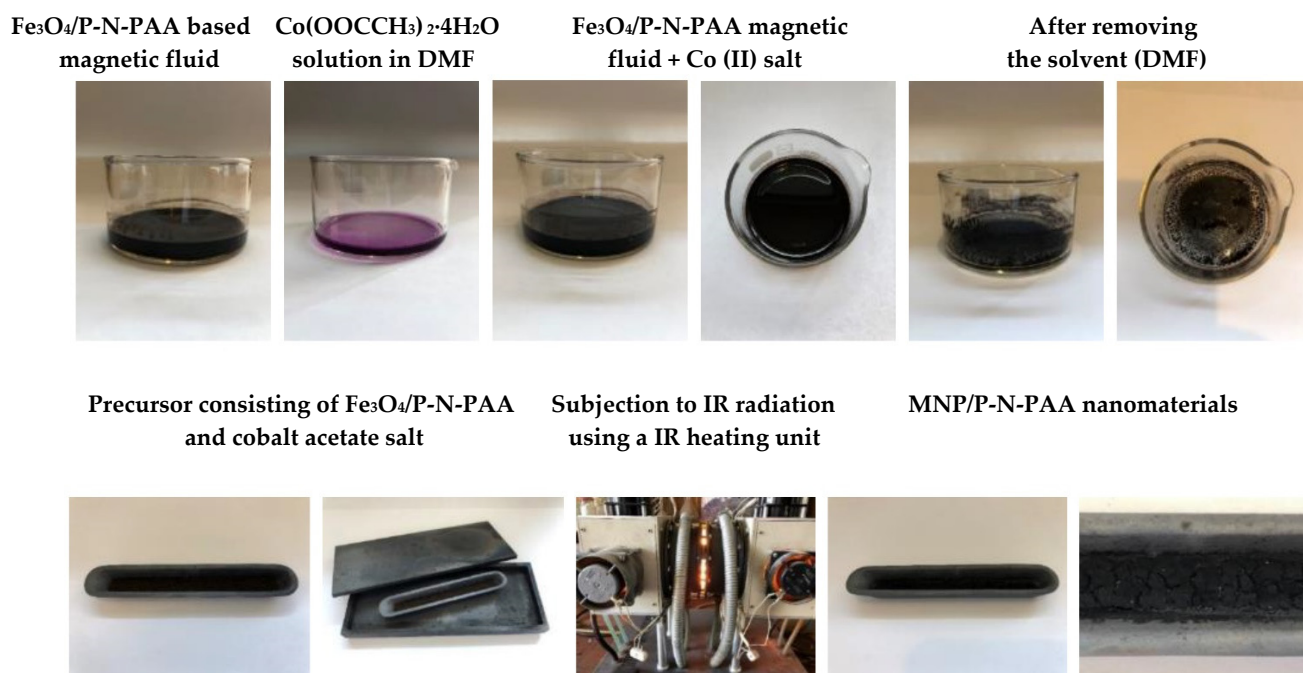 Fe₃O₄/P-N-PAA based
magnetic fluid
Co(OOCCH₃) ₂·4H₂O
solution in DMF
Fe₃O₄/P-N-PAA magnetic
fluid + Co (II) salt
After removing
the solvent (DMF)
Precursor consisting of Fe₃O₄/P-N-PAA
and cobalt acetate salt
Subjection to IR radiation
using a IR heating unit
MNP/P-N-PAA nanomaterials